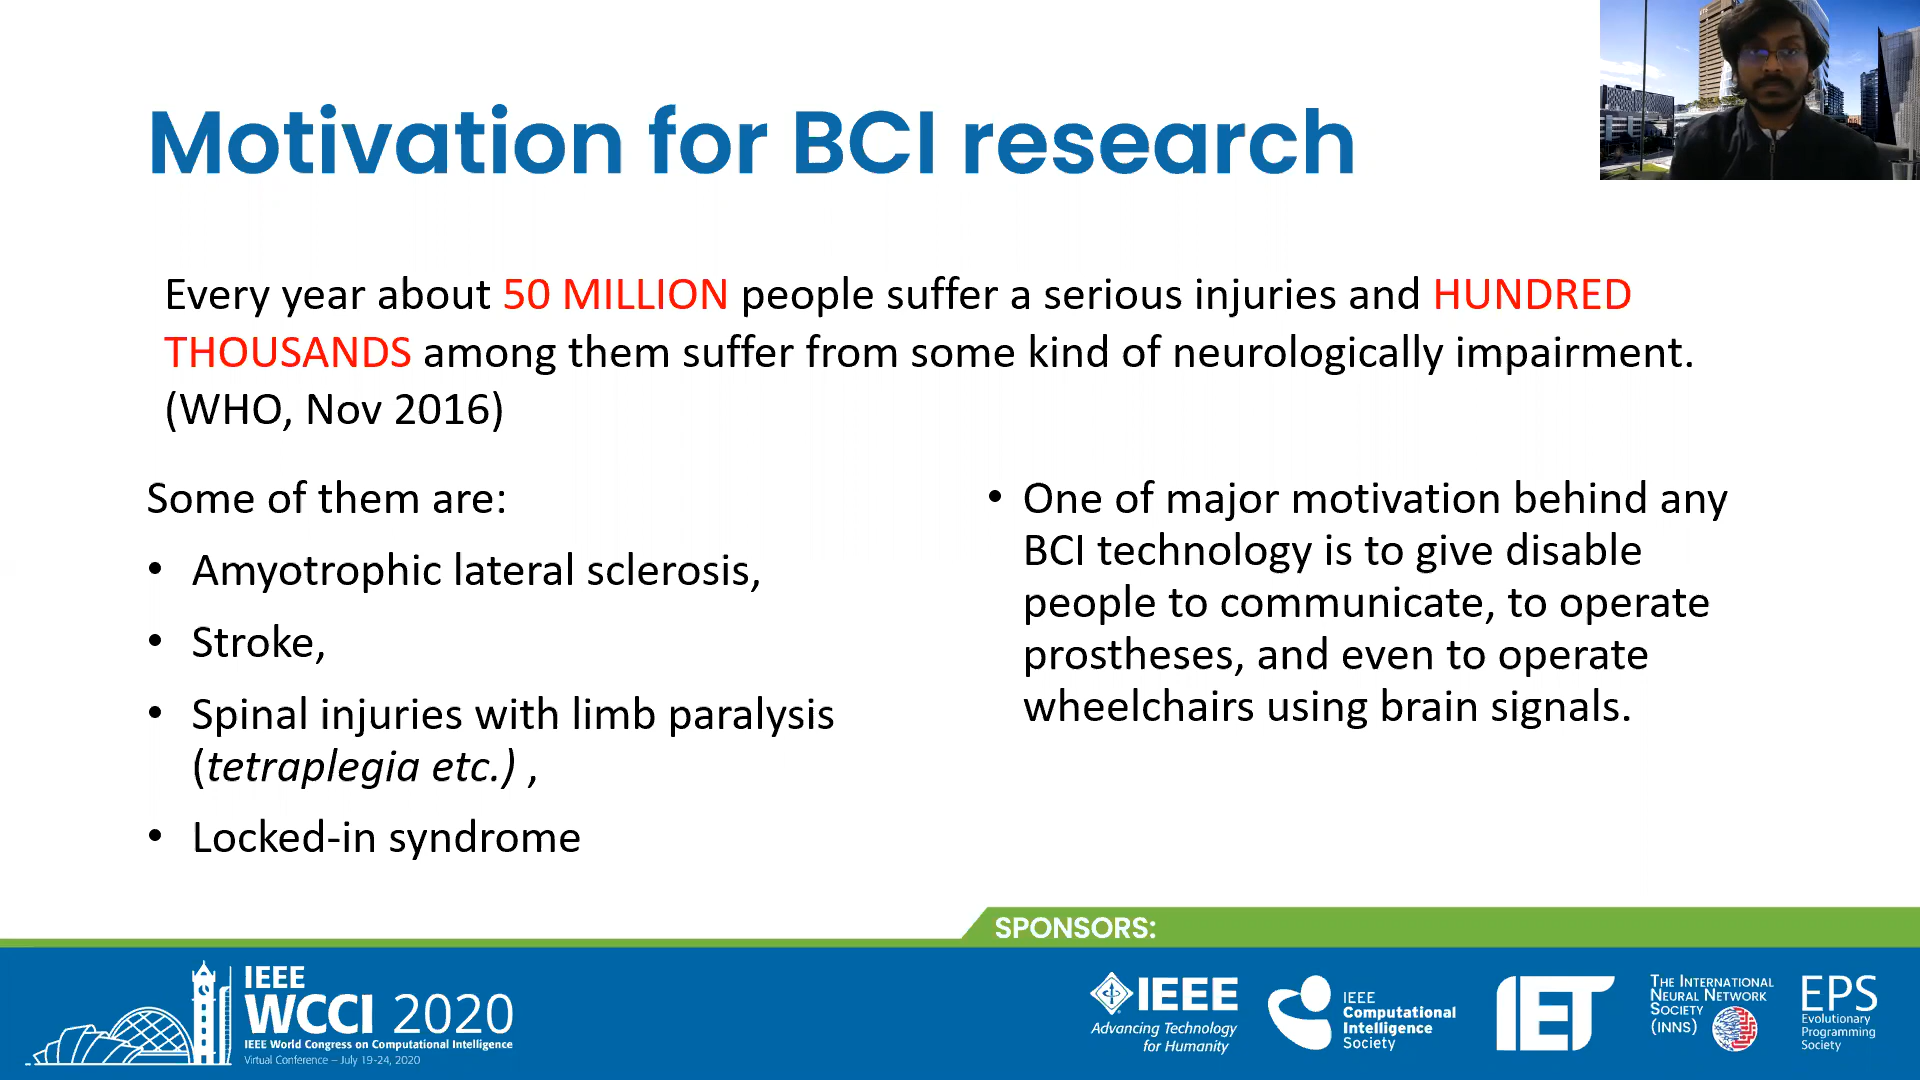 Motivation for BCI research
Every year about 50 MILLION people suffer a serious injuries and HUNDRED
THOUSANDS among them suffer from some kind of neurologically impairment.
(WHO, Nov 2016)
Some of them are:
• Amyotrophic lateral sclerosis,
• Stroke,
• Spinal injuries with limb paralysis
(tetraplegia etc.) ,
• Locked-in syndrome
• One of major motivation behind any
BCI technology is to give disable
people to communicate, to operate
prostheses, and even to operate
wheelchairs using brain signals.
SPONSORS:
IEEE
WCCI 2020
IEEE World Congress on Computational Intelligence
Virtual Conference – July 19-24, 2020
IEEE
Advancing Technology
for Humanity
IEEE
Computational
Intelligence
Society
IET
THE INTERNATIONAL
NEURAL NETWORK
SOCIETY
(INNS)
EPS
Evolutionary
Programming
Society